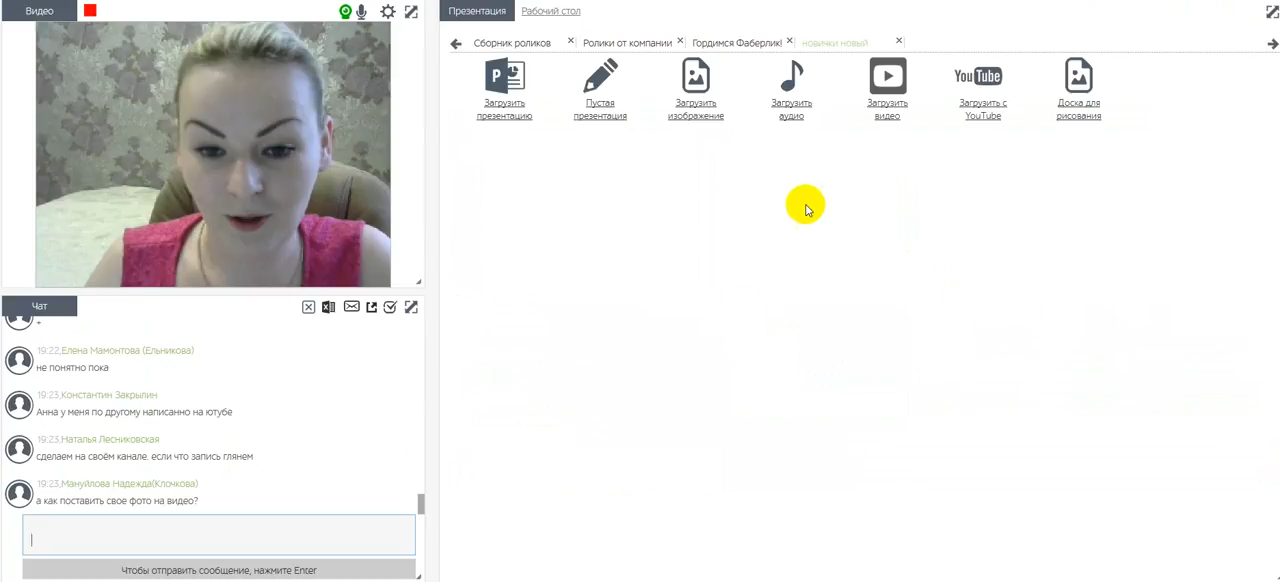 Видео
Презентация
Рабочий стол
Сборник роликов
Ролики от компании
Гордимся Фаберлик!
новички новый
Загрузить
презентацию
Пустая
презентация
Загрузить
изображение
Загрузить
аудио
Загрузить
видео
YouTube
Загрузить с
YouTube
Доска для
рисования
Чат
+
19:22,Елена Мамонтова (Ельникова)
не понятно пока
19:23,Константин Закрылин
Анна у меня по другому написанно на ютубе
19:23,Наталья Лесниковская
сделаем на своём канале. если что запись глянем
19:23,Мануйлова Надежда(Клочкова)
а как поставить свое фото на видео?
Чтобы отправить сообщение, нажмите Enter